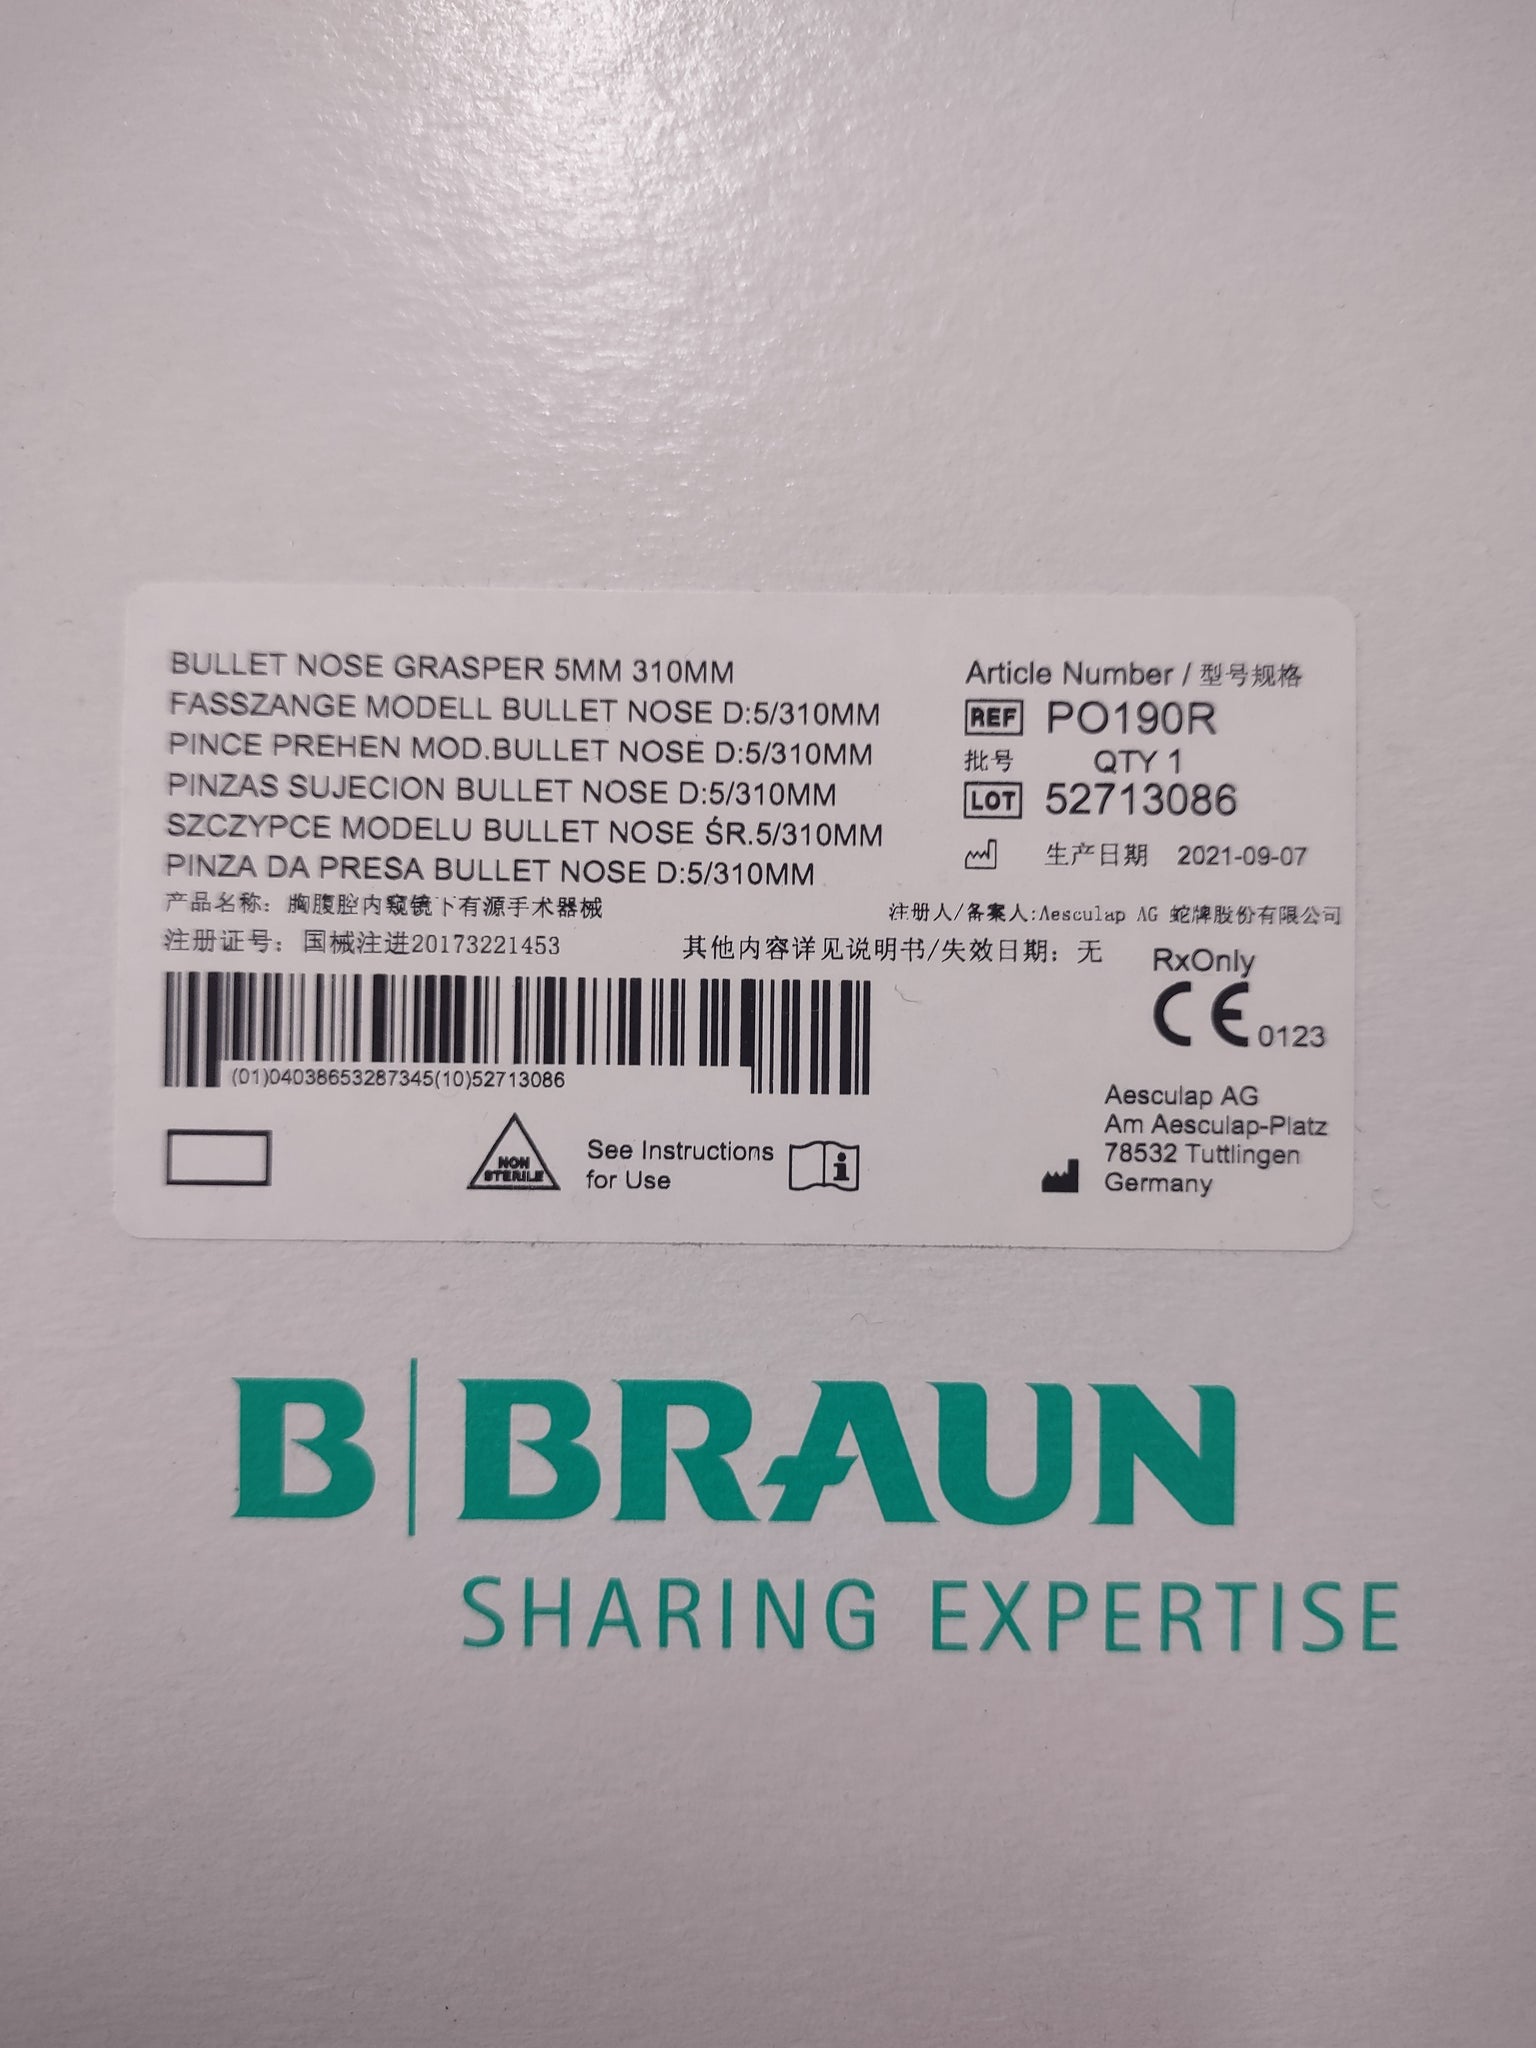 BULLET NOSE GRASPER 5MM 310MM
FASSZANGE MODELL BULLET NOSE D:5/310MM
PINCE PREHEN MOD.BULLET NOSE D:5/310MM
PINZAS SUJECION BULLET NOSE D:5/310MM
SZCZYPCE MODELU BULLET NOSE ŚR.5/310MM
PINZA DA PRESA BULLET NOSE D:5/310MM
产品名称：胸腹腔内窥镜下有源手术器械
注册证号：国械注进20173221453
Article Number / 型号规格
REF PO190R
批号 QTY 1
LOT 52713086
生产日期 2021-09-07
注册人/备案人:Aesculap AG 蛇牌股份有限公司
其他内容详见说明书/失效日期：无
RxOnly
CE 0123
(01)04038653287345(10)52713086
NON
STERILE
See Instructions
for Use
i
Aesculap AG
Am Aesculap-Platz
78532 Tuttlingen
Germany
B BRAUN
SHARING EXPERTISE